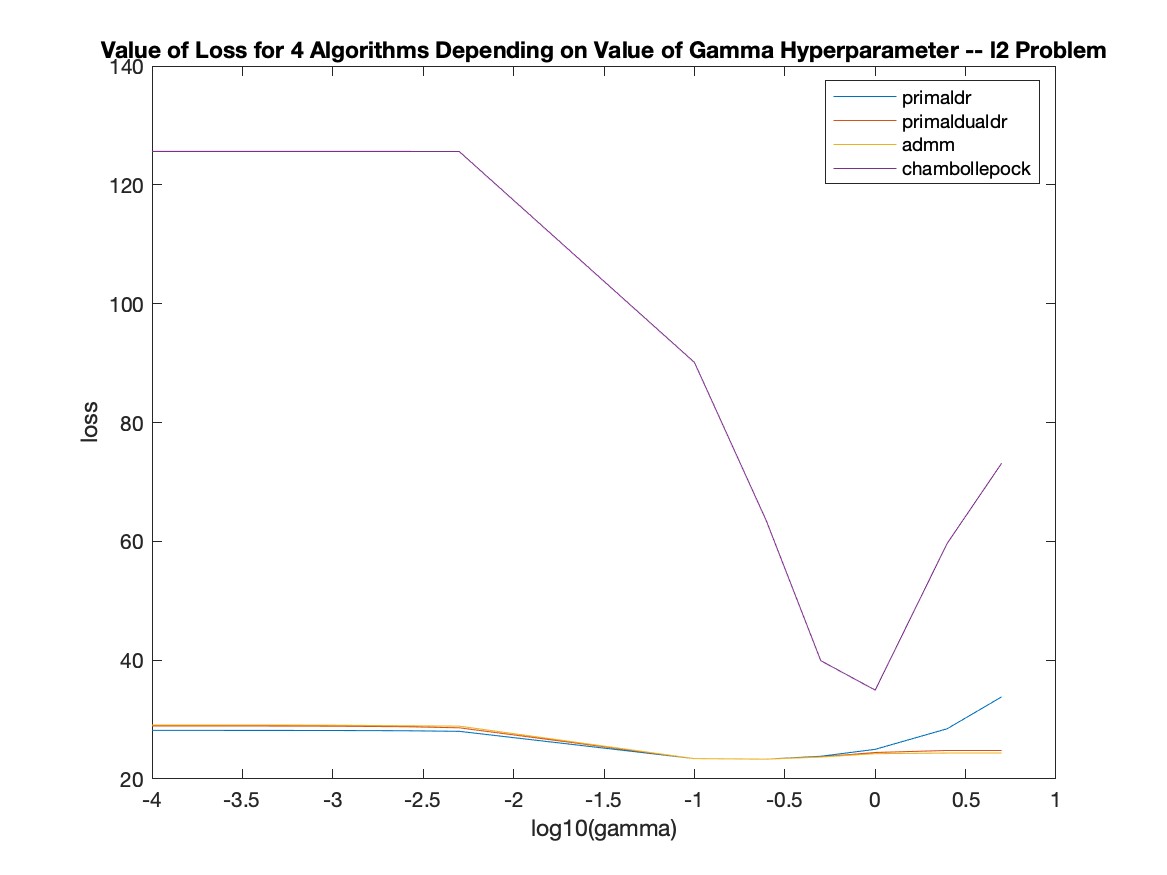 Value of Loss for 4 Algorithms Depending on Value of Gamma Hyperparameter -- l2 Problem
140
120
100
80
60
40
20
loss
primaldr
primaldualdr
admm
chambollepock
-4 -3.5 -3 -2.5 -2 -1.5 -1 -0.5 0 0.5 1
log10(gamma)